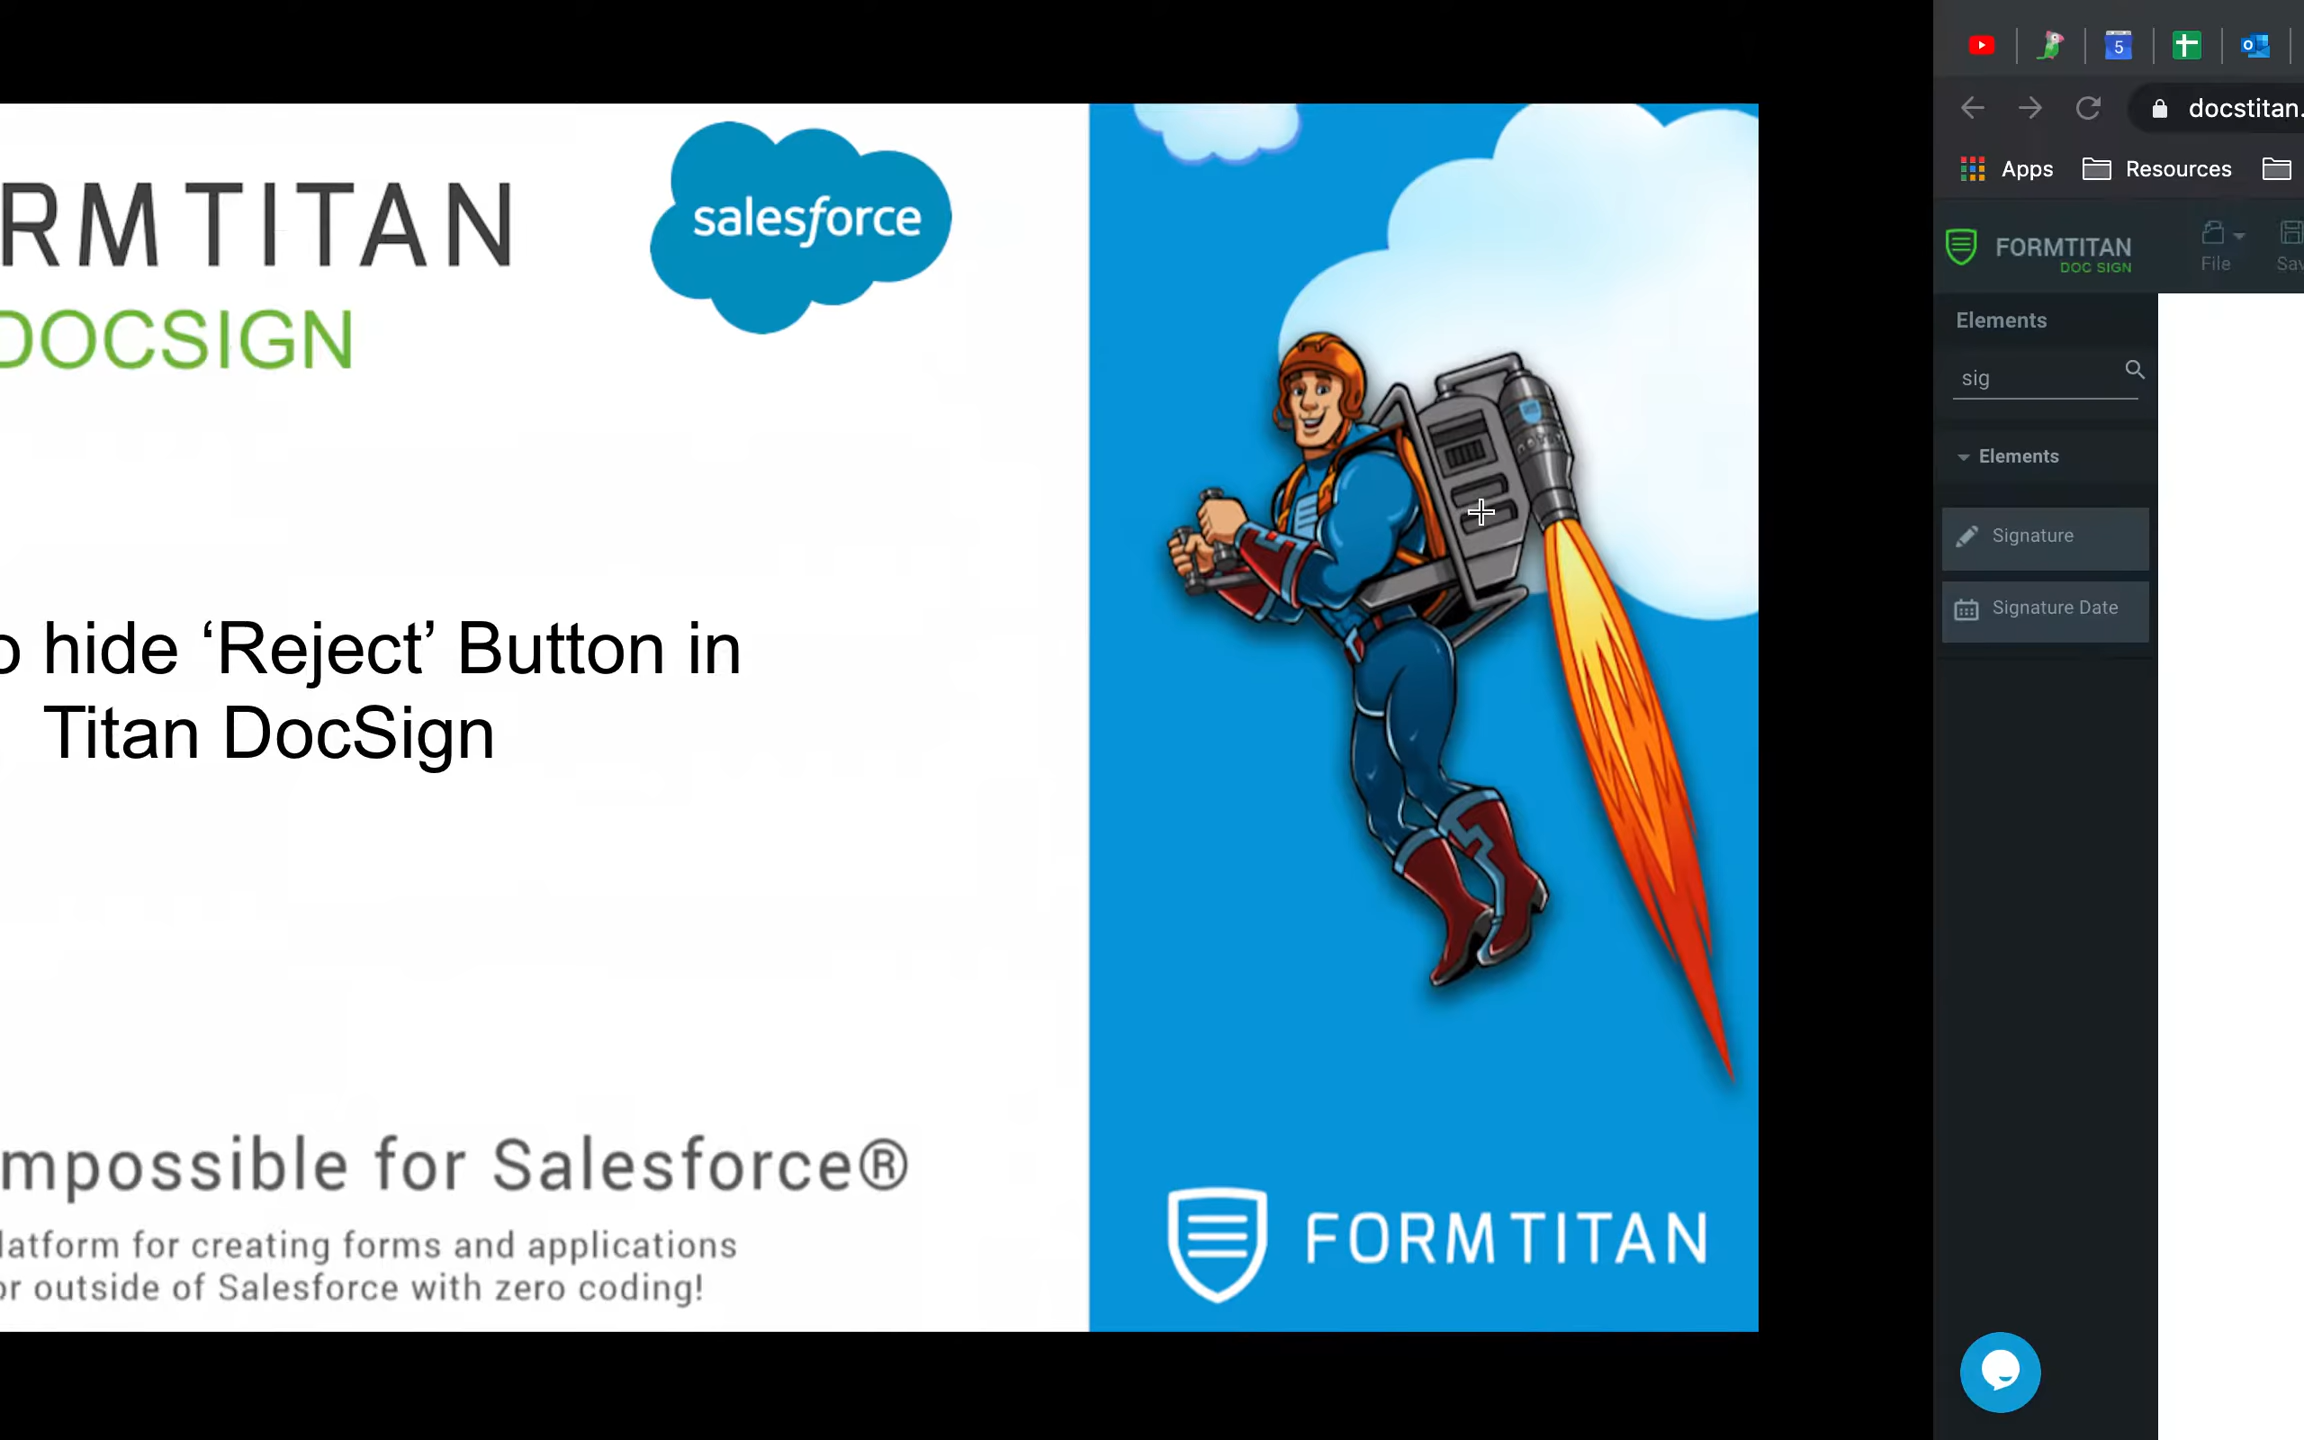 RMTITAN
DOCSIGN
salesforce
o hide ‘Reject’ Button in
Titan DocSign
mpossible for Salesforce®
latform for creating forms and applications
or outside of Salesforce with zero coding!
FORMTITAN
5
docstitan.
Apps
Resources
FORMTITAN
DOC SIGN
File
Sav
Elements
sig
Elements
Signature
Signature Date